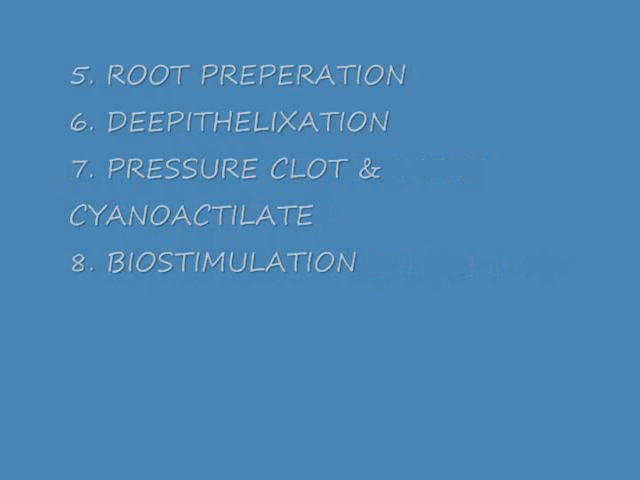 5. ROOT PREPERATION
6. DEEPITHELIXATION
7. PRESSURE CLOT &
CYANOACTILATE
8. BIOSTIMULATION